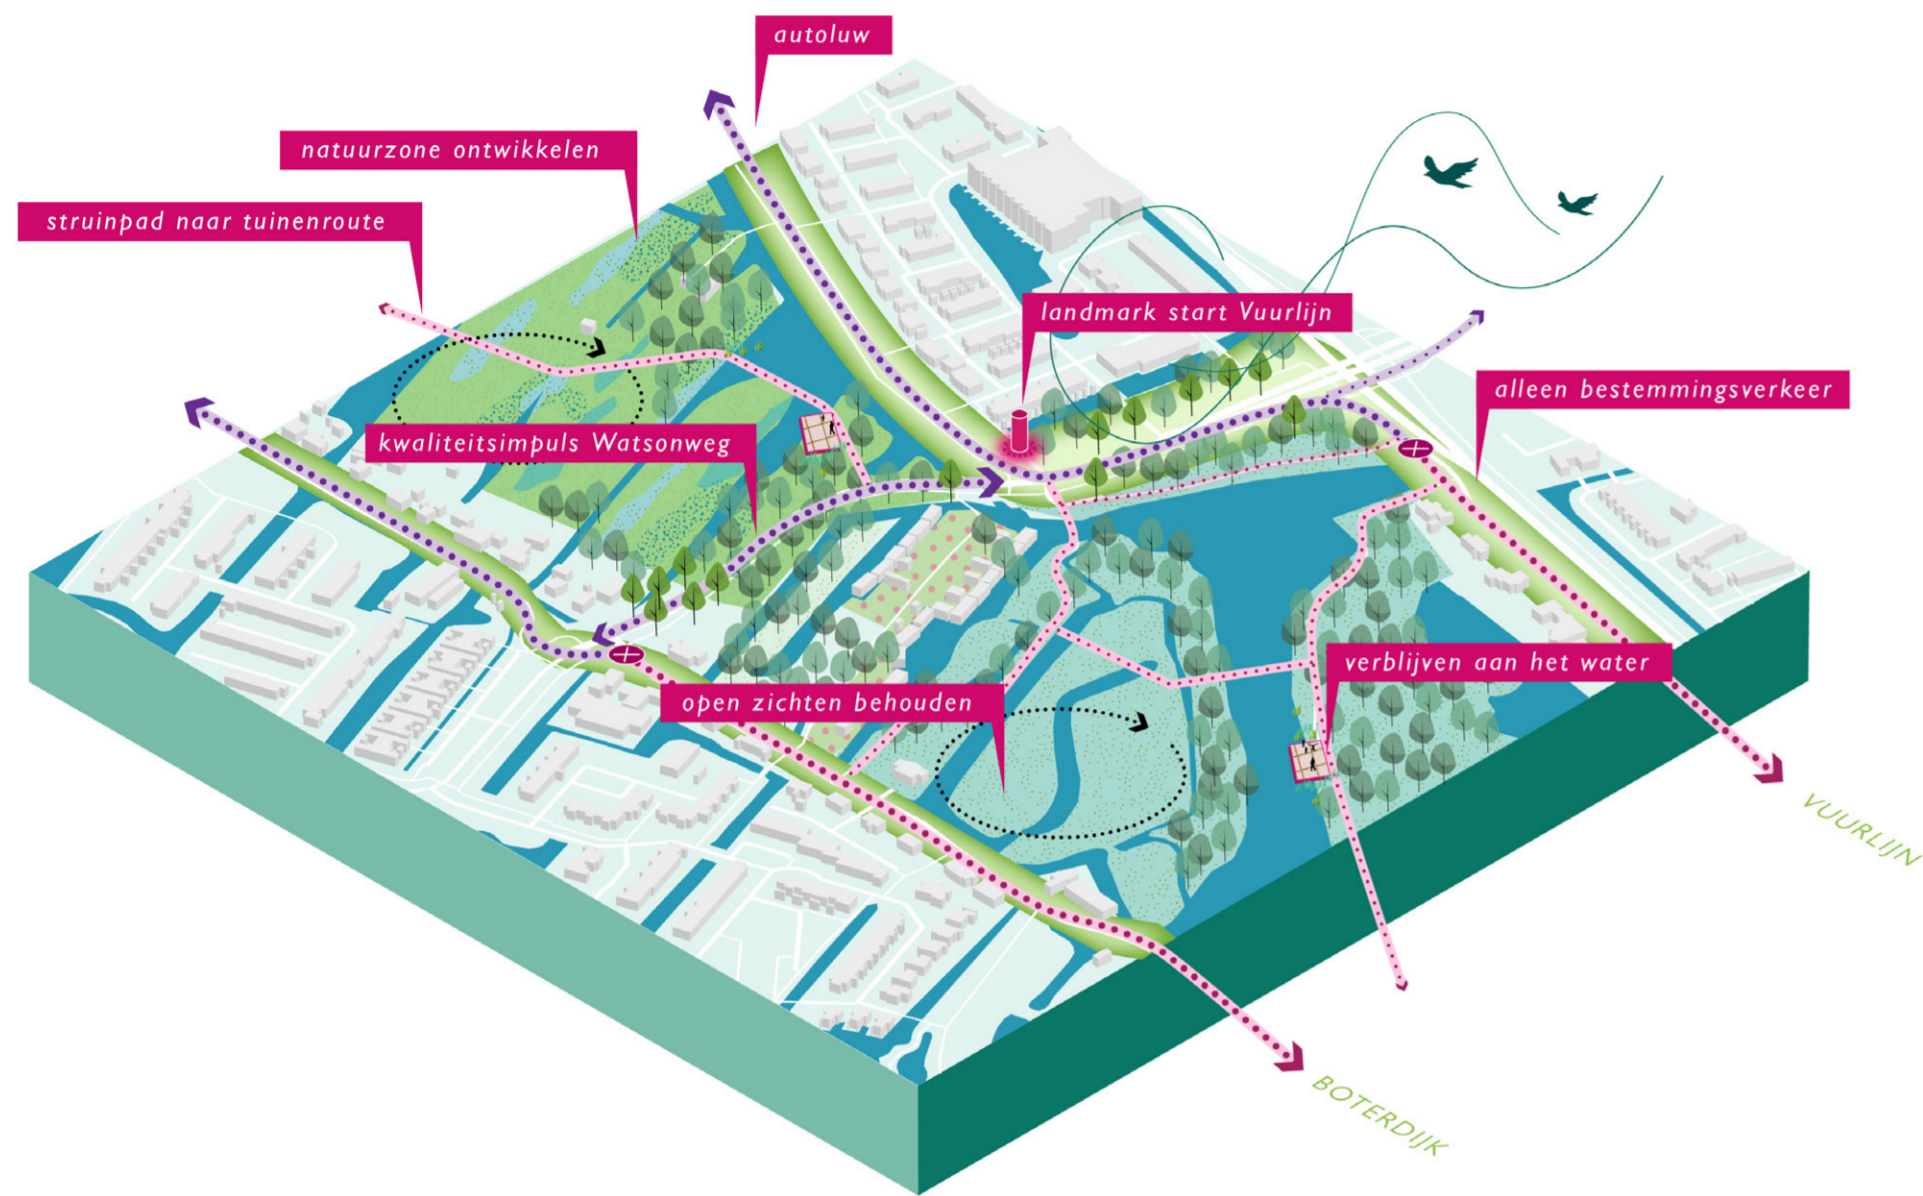 autoluw
natuurzone ontwikkelen
struinpad naar tuinenroute
landmark start Vuurlijn
alleen bestemmingsverkeer
kwaliteitsimpuls Watsonweg
verblijven aan het water
open zichten behouden
VUURLIJN
BOTERDIJK